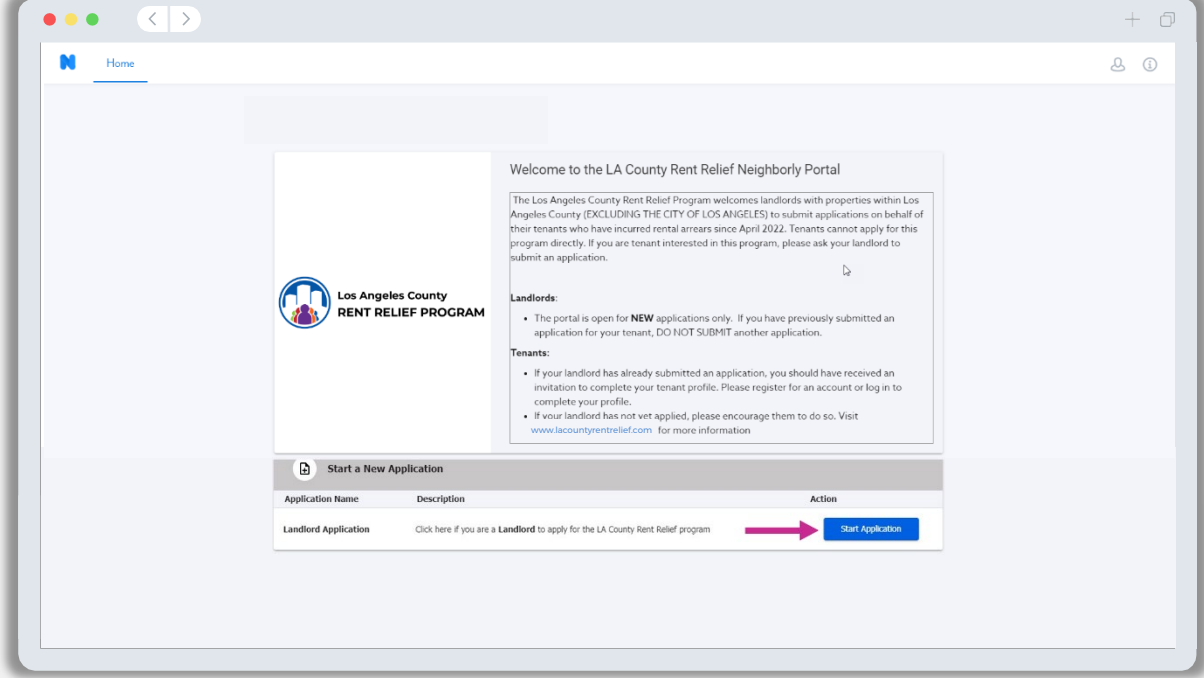 Home
Welcome to the LA County Rent Relief Neighborly Portal
The Los Angeles County Rent Relief Program welcomes landlords with properties within Los
Angeles County (EXCLUDING THE CITY OF LOS ANGELES) to submit applications on behalf of
their tenants who have incurred rental arrears since April 2022. Tenants cannot apply for this
program directly. If you are tenant interested in this program, please ask your landlord to
submit an application.
Los Angeles County
RENT RELIEF PROGRAM
Landlords:
• The portal is open for NEW applications only. If you have previously submitted an
application for your tenant, DO NOT SUBMIT another application.
Tenants:
• If your landlord has already submitted an application, you should have received an
invitation to complete your tenant profile. Please register for an account or log in to
complete your profile.
• If your landlord has not vet applied, please encourage them to do so. Visit
www.lacountyrentrelief.com for more information
Start a New Application
Application Name Description Action
Landlord Application Click here if you are a Landlord to apply for the LA County Rent Relief program Start Application